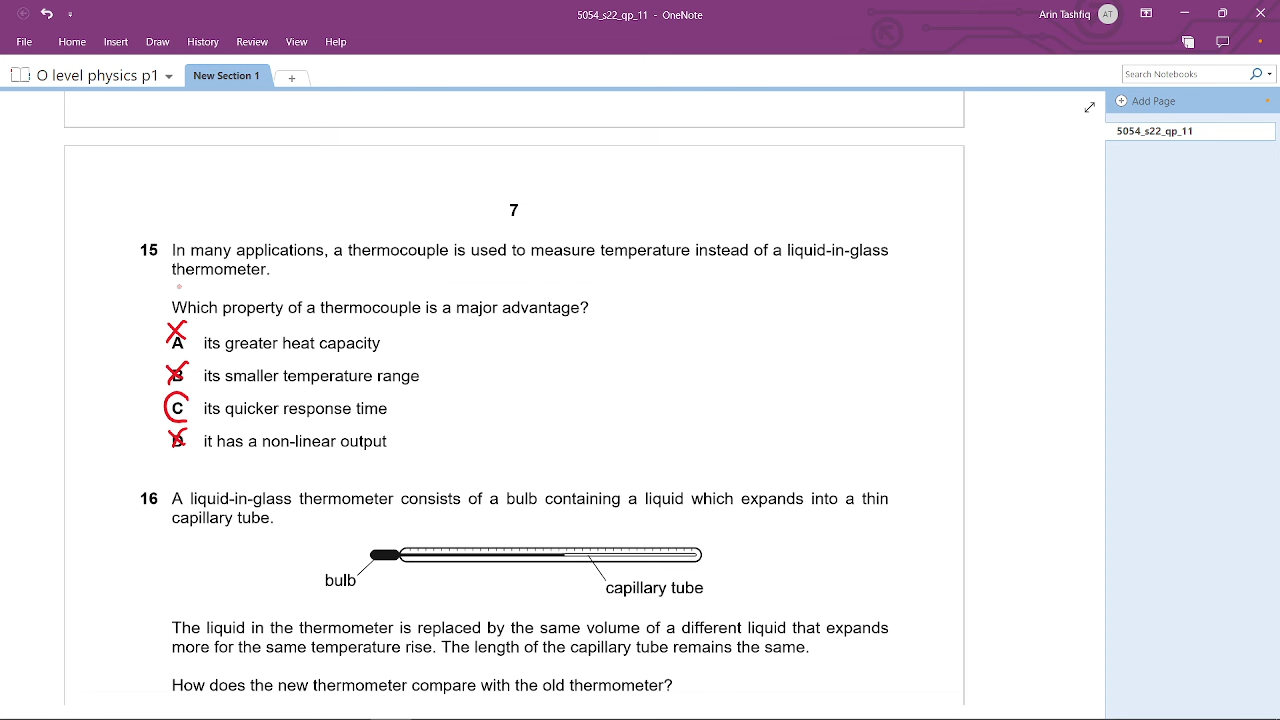 5054_s22_qp_11 - OneNote
Arin Tashfiq AT
File Home Insert Draw History Review View Help
O level physics p1 New Section 1 +
Search Notebooks
Add Page
5054_s22_qp_11
7
15 In many applications, a thermocouple is used to measure temperature instead of a liquid-in-glass
thermometer.
Which property of a thermocouple is a major advantage?
A its greater heat capacity
B its smaller temperature range
C its quicker response time
D it has a non-linear output
16 A liquid-in-glass thermometer consists of a bulb containing a liquid which expands into a thin
capillary tube.
bulb
capillary tube
The liquid in the thermometer is replaced by the same volume of a different liquid that expands
more for the same temperature rise. The length of the capillary tube remains the same.
How does the new thermometer compare with the old thermometer?